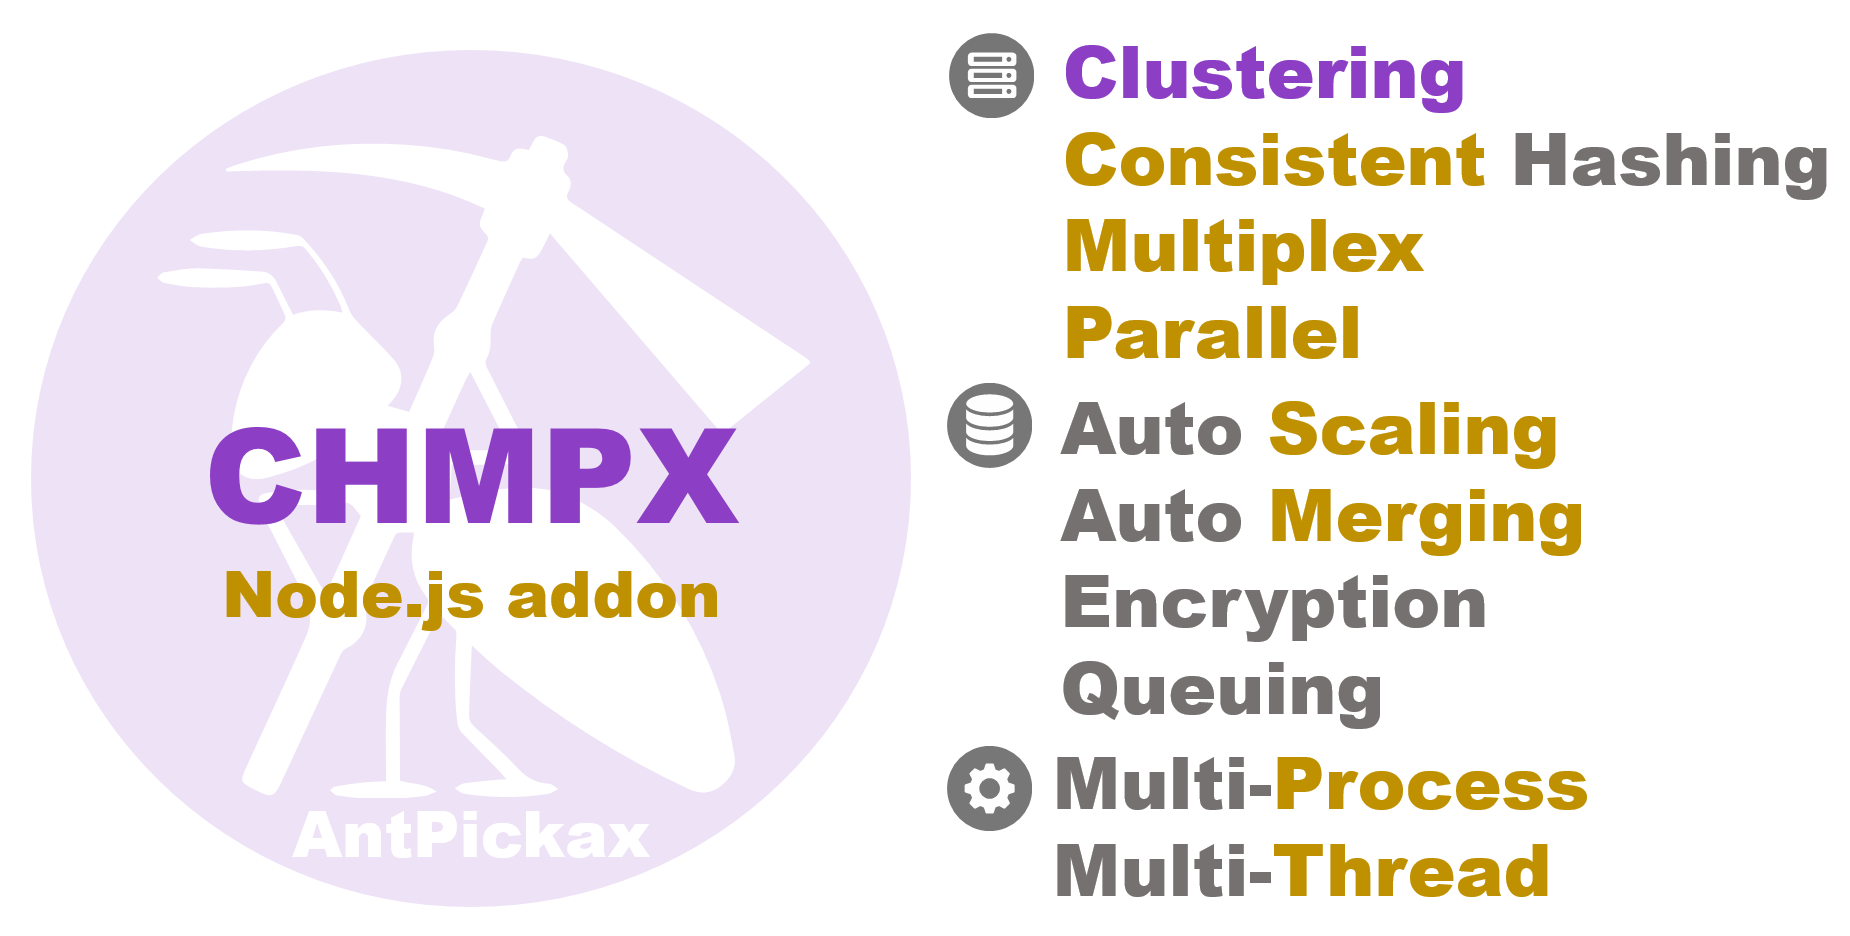 CHMPX
Node.js addon
AntPickax
Clustering
Consistent Hashing
Multiplex
Parallel
Auto Scaling
Auto Merging
Encryption
Queuing
Multi-Process
Multi-Thread